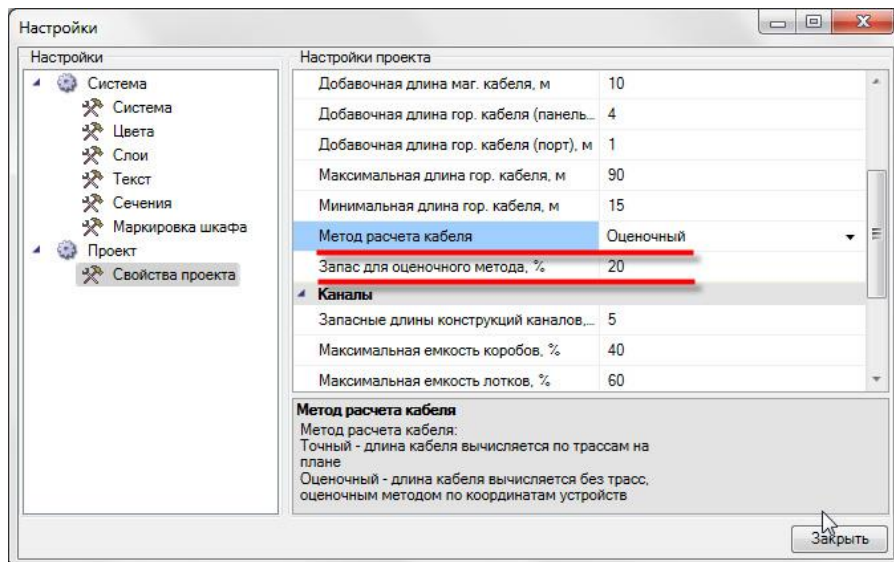 Настройки
Настройки
Система
Система
Цвета
Слои
Текст
Сечения
Маркировка шкафа
Проект
Свойства проекта
Настройки проекта
Добавочная длина маг. кабеля, м 10
Добавочная длина гор. кабеля (панель... 4
Добавочная длина гор. кабеля (порт), м 1
Максимальная длина гор. кабеля, м 90
Минимальная длина гор. кабеля, м 15
Метод расчета кабеля Оценочный
Запас для оценочного метода, % 20
Каналы
Запасные длины конструкций каналов,... 5
Максимальная емкость коробов, % 40
Максимальная емкость лотков, % 60
Метод расчета кабеля
Метод расчета кабеля:
Точный - длина кабеля вычисляется по трассам на
плане
Оценочный - длина кабеля вычисляется без трасс,
оценочным методом по координатам устройств
Закрыть